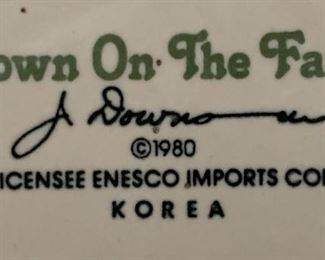 own On The Fa
J Downs
©1980
ICENSEE ENESCO IMPORTS CO
KOREA